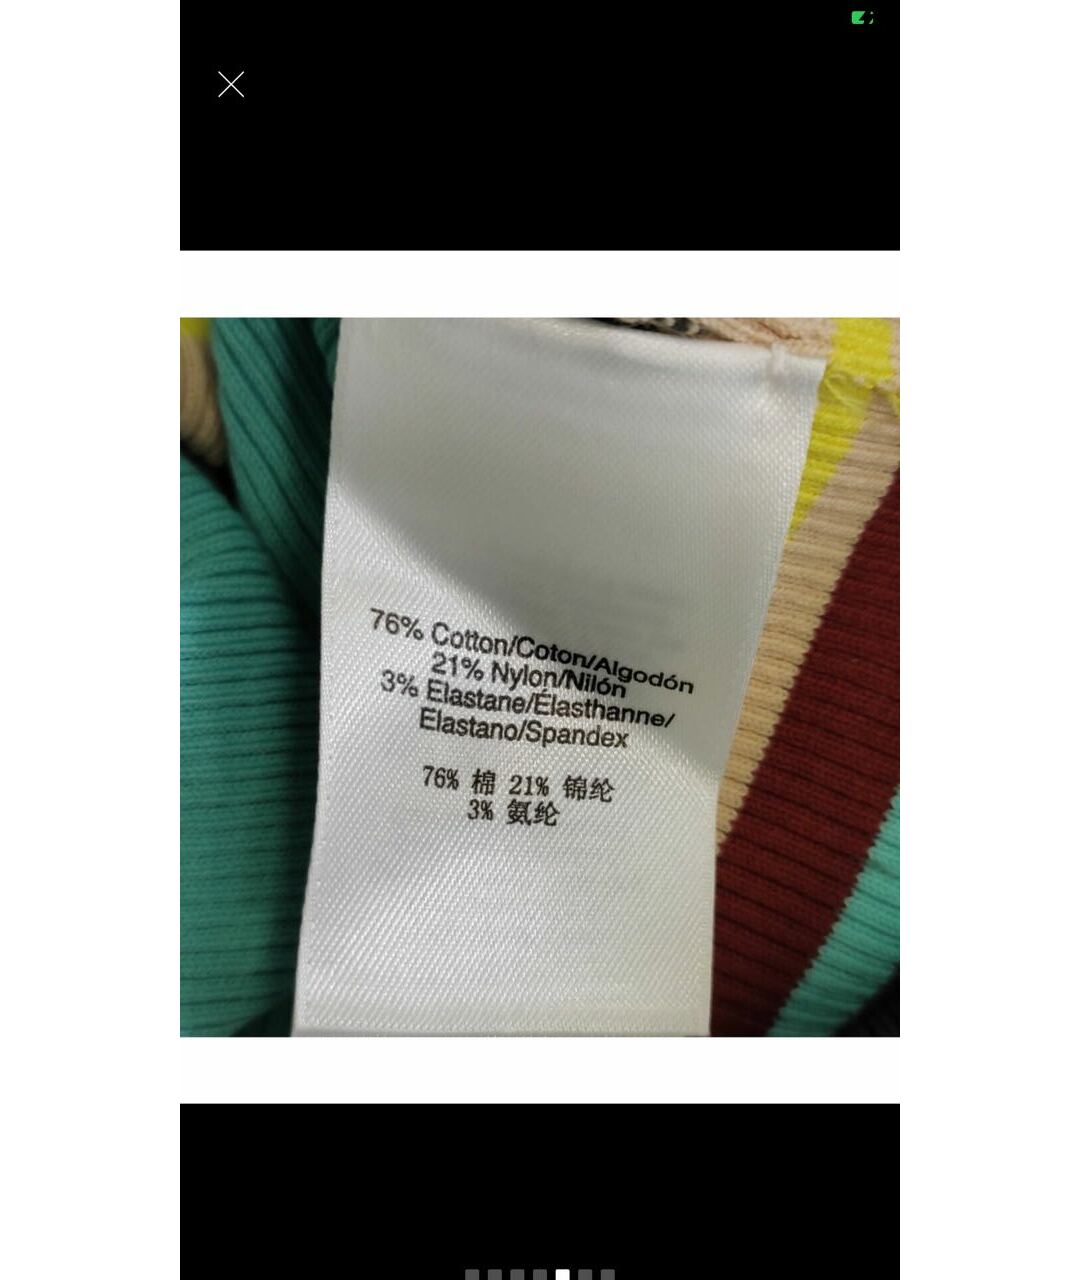 76% Cotton/Coton/Algodón
21% Nylon/Nilón
3% Elastane/Élasthanne/
Elastano/Spandex
76% 棉 21% 锦纶
3% 氨纶